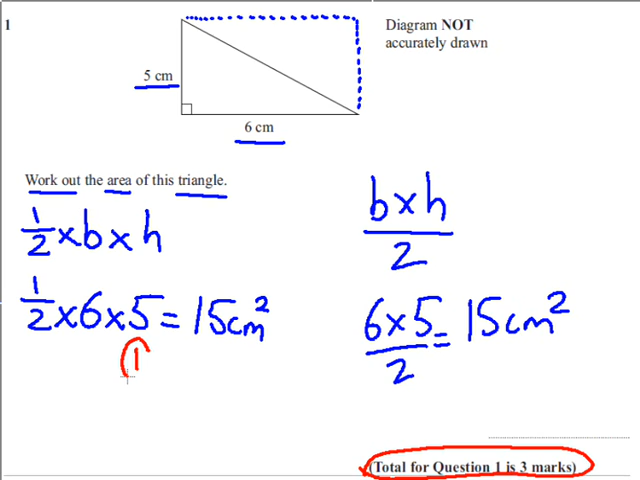 1
Diagram NOT
accurately drawn
5 cm
6 cm
Work out the area of this triangle.
1/2 × b × h
1/2 × 6 × 5 = 15cm²
1
b × h
2
6 × 5 = 15cm²
2
(Total for Question 1 is 3 marks)